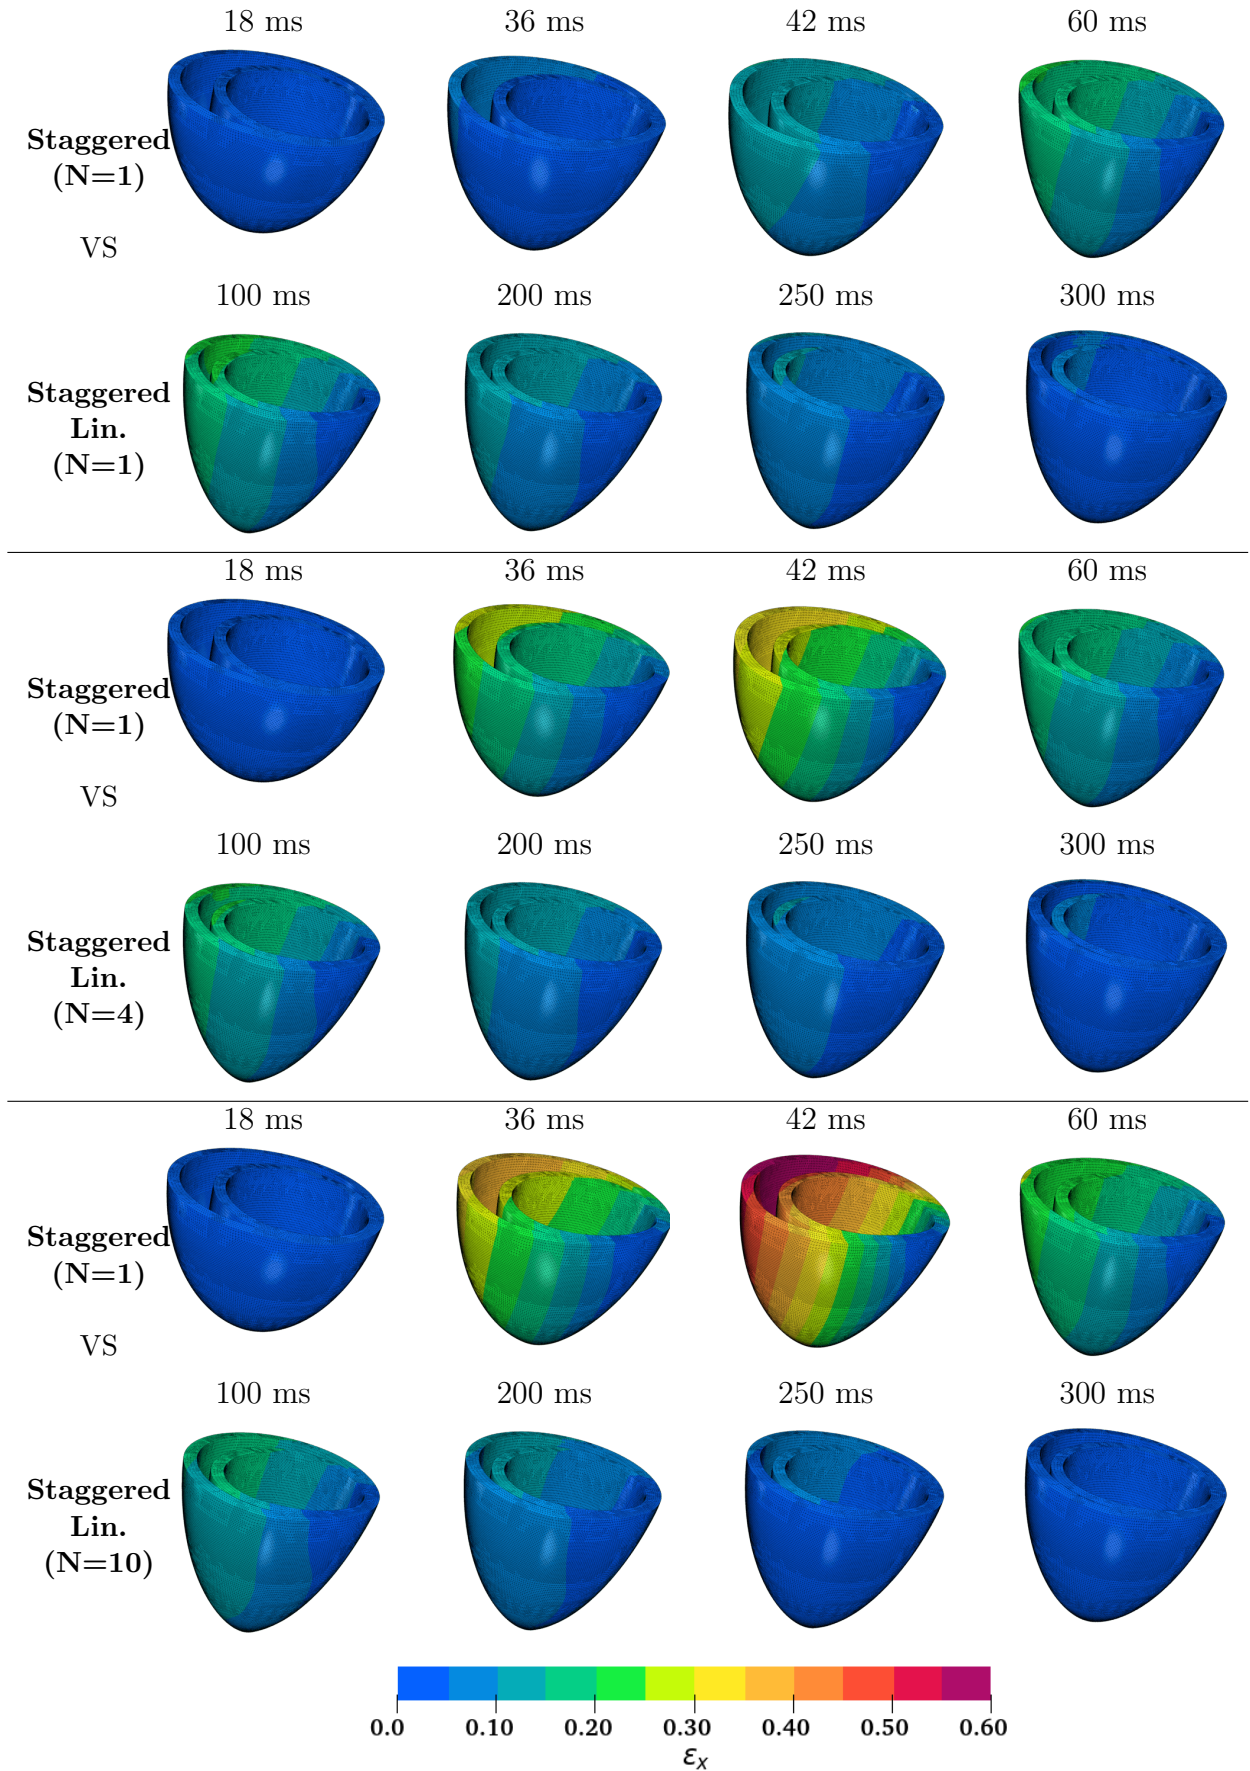 18 ms 36 ms 42 ms 60 ms
Staggered
(N=1)
VS
100 ms 200 ms 250 ms 300 ms
Staggered
Lin.
(N=1)
18 ms 36 ms 42 ms 60 ms
Staggered
(N=1)
VS
100 ms 200 ms 250 ms 300 ms
Staggered
Lin.
(N=4)
18 ms 36 ms 42 ms 60 ms
Staggered
(N=1)
VS
100 ms 200 ms 250 ms 300 ms
Staggered
Lin.
(N=10)
0.0 0.10 0.20 0.30 0.40 0.50 0.60
εₓ